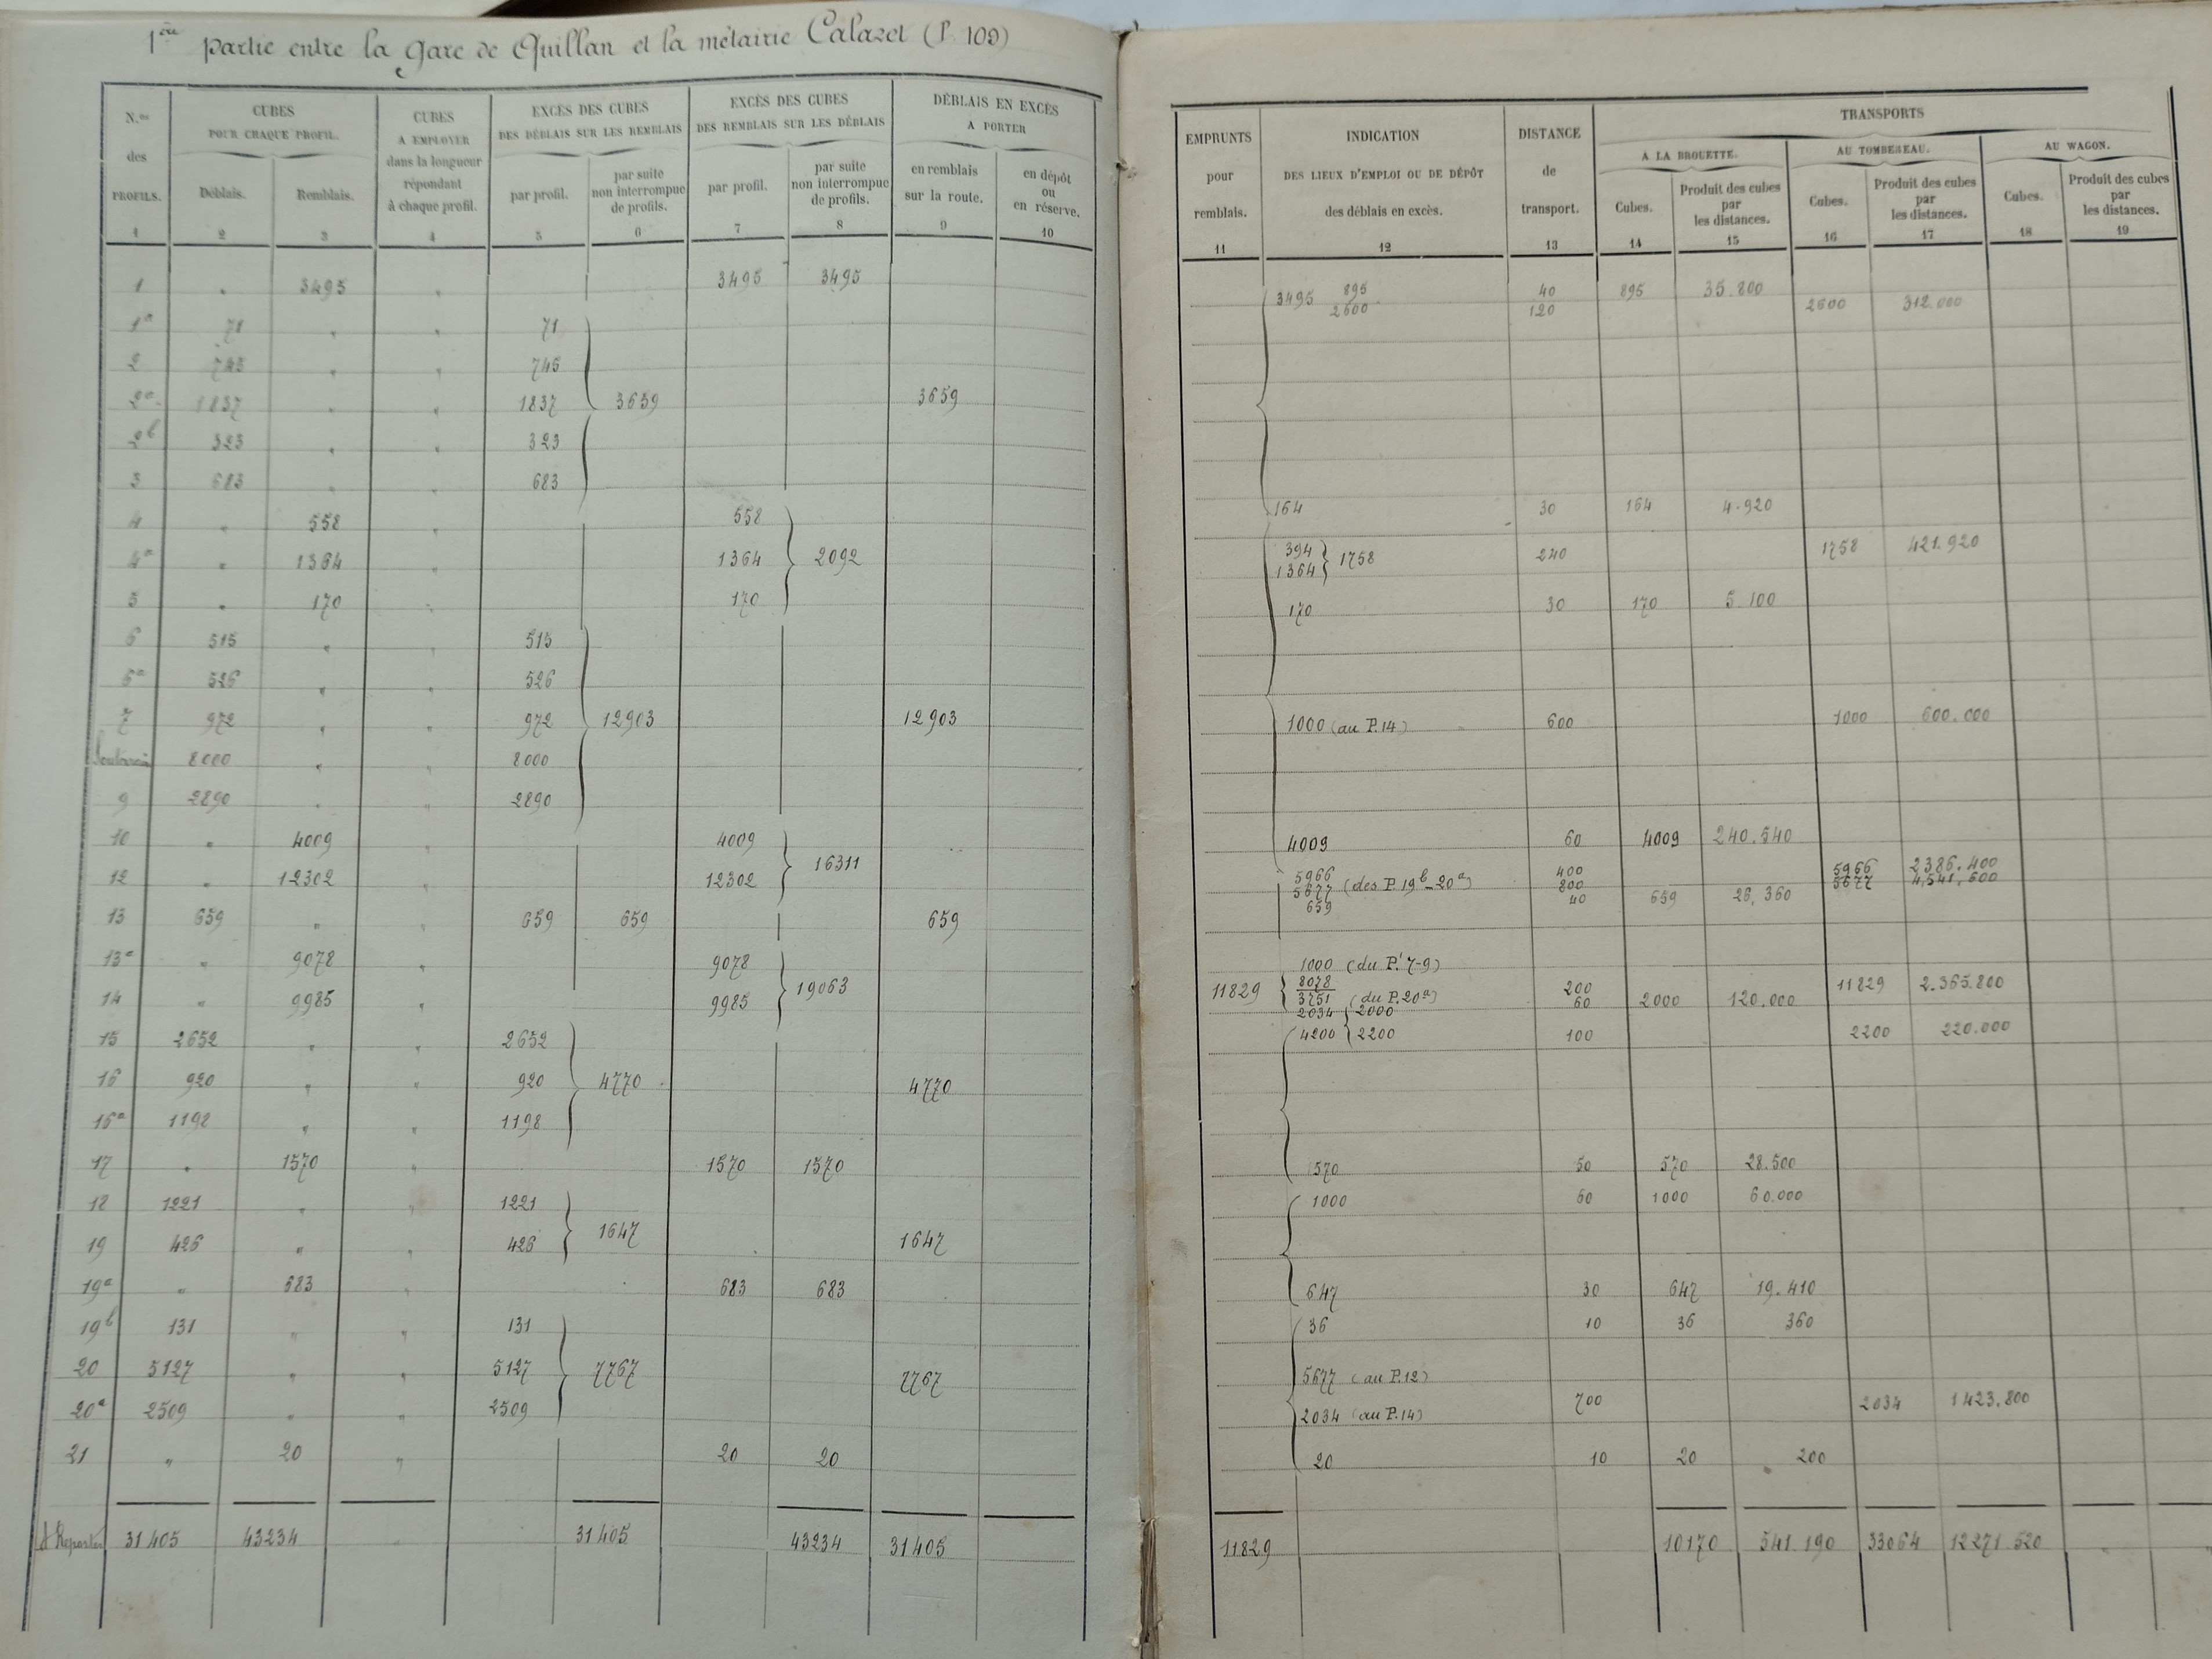 1ère partie entre la gare de Quillan et la métairie Calazet (P. 109)
N.os des PROFILS. 1
CUBES POUR CHAQUE PROFIL.
Déblais. 2
Remblais. 3
CUBES A EMPLOYER dans la longueur répondant à chaque profil. 4
EXCÈS DES CUBES DES DÉBLAIS SUR LES REMBLAIS
par profil. 5
par suite non interrompue de profils. 6
EXCÈS DES CUBES DES REMBLAIS SUR LES DÉBLAIS
par profil. 7
par suite non interrompue de profils. 8
DÉBLAIS EN EXCÈS A PORTER
en remblais sur la route. 9
en dépôt ou en réserve. 10
1 " 3495 " 3495 3495
1a 71 " " 71
2 745 " " 745
2a 1837 " " 1837 3659 3659
2b 323 " " 323
3 683 " " 683
4 " 558 " 558
4a " 1364 " 1364 2092
5 " 170 " 170
6 515 " " 515
6a 526 " " 526
7 972 " " 972 12903 12903
Souterrain 8000 " " 8000
9 2890 " " 2890
10 " 4009 " 4009
16311
12 " 12302 " 12302
13 659 " " 659 659 659
13a " 9078 " 9078
19063
14 " 9985 " 9985
15 2652 " " 2652
16 920 " " 920 4770 4770
16a 1198 " " 1198
17 " 1570 " 1570 1570
18 1221 " " 1221
1647 1647
19 426 " " 426
19a " 683 " 683 683
19b 131 " " 131
20 5127 " " 5127 7767 7767
20a 2509 " " 2509
21 " 20 " 20 20
A Reporter 31405 43234 " 31405 43234 31405
EMPRUNTS pour remblais. 11
INDICATION DES LIEUX D'EMPLOI OU DE DÉPÔT des déblais en excès. 12
DISTANCE de transport. 13
TRANSPORTS
A LA BROUETTE.
Cubes. 14
Produit des cubes par les distances. 15
AU TOMBEREAU.
Cubes. 16
Produit des cubes par les distances. 17
AU WAGON.
Cubes. 18
Produit des cubes par les distances. 19
3495 895 40 895 35.800
2600 120 2600 312.000
164 30 164 4.920
394
1364 1758 240 1758 421.920
170 30 170 5.100
1000 (au P.14) 600 1000 600.000
4009 60 4009 240.540
5966 400 5966 2386.400
5677 (des P.19b-20a) 800 5677 4,541,600
659 40 659 26,360
1000 (du P.1 7-9)
11829 8078 200 11829 2.365.800
3751 (du P.20a) 60 2000 120.000
2034 2000
4200 2200 100 2200 220.000
570 50 570 28.500
1000 60 1000 60.000
647 30 647 19.410
36 10 36 360
5677 (au P.12)
2034 (au P.14) 700 2034 1423.800
20 10 20 200
11829 10170 541.190 33064 12271.520